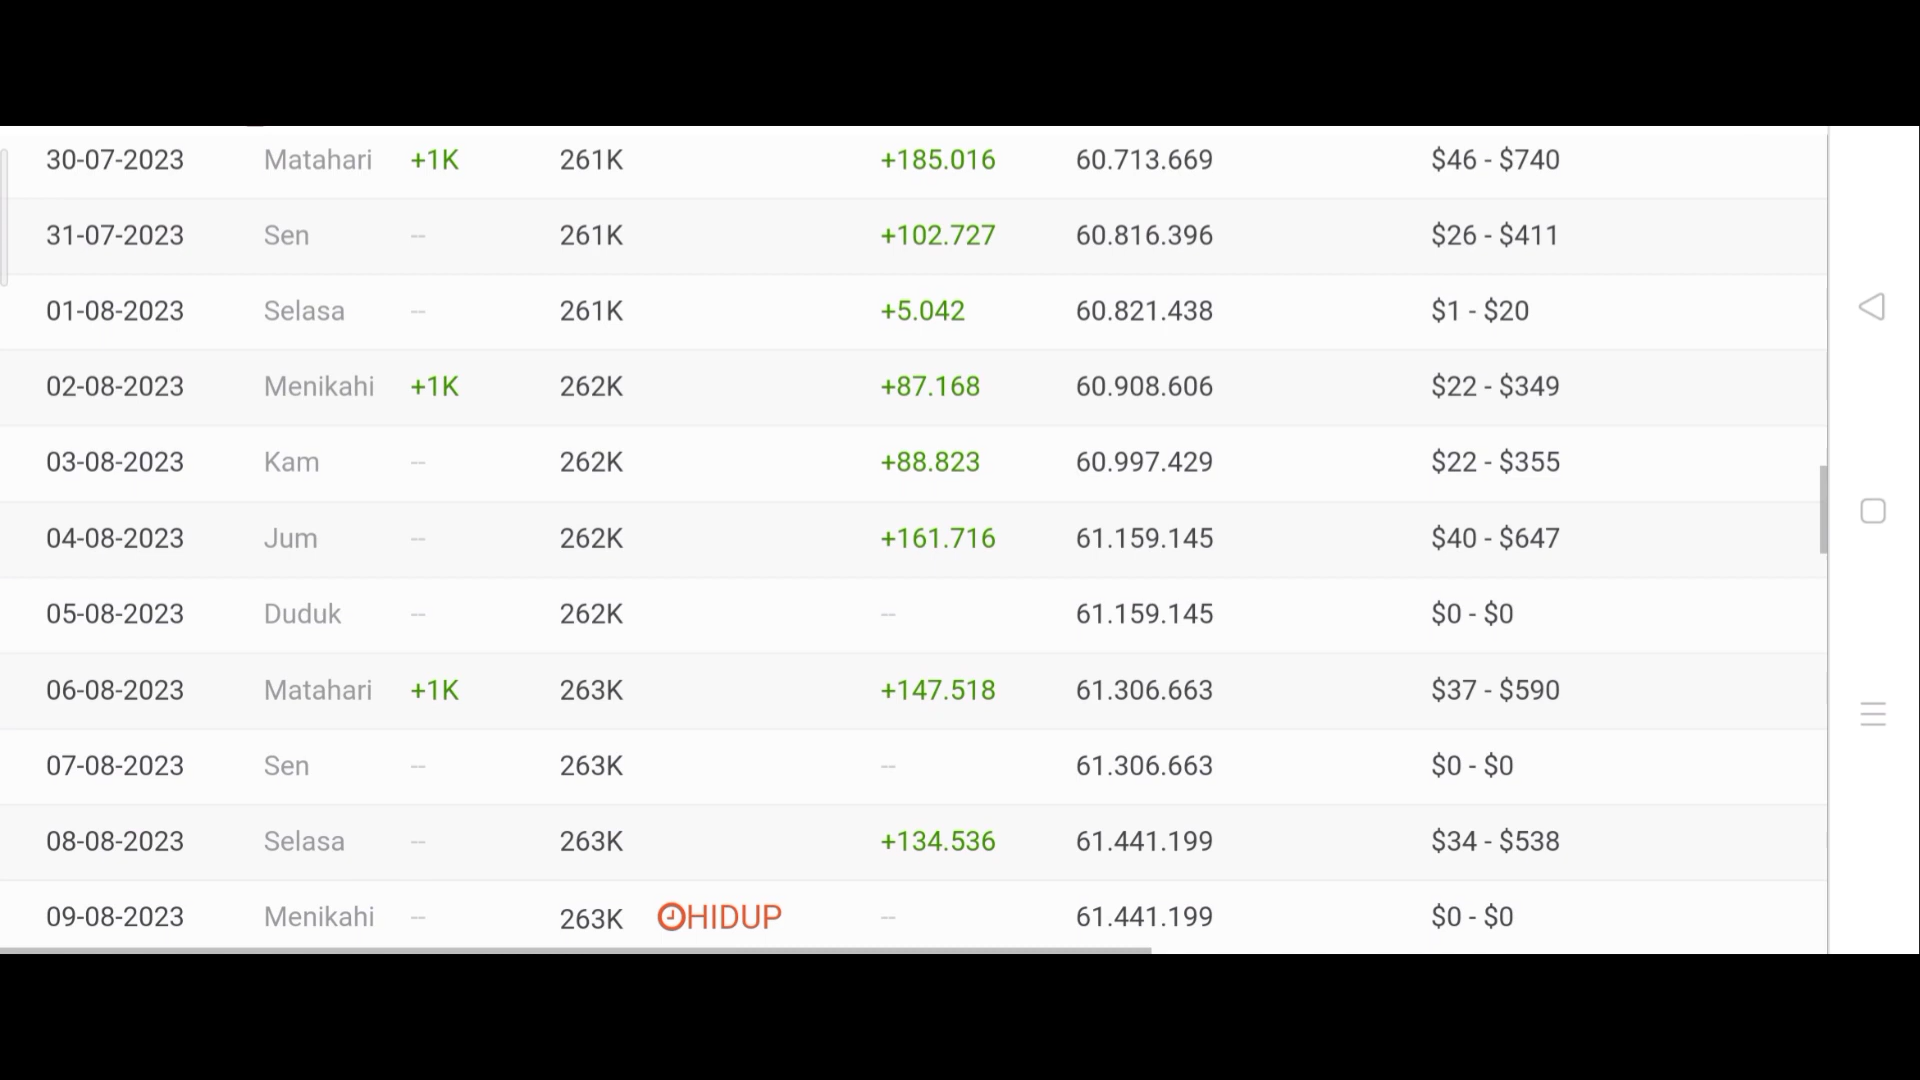 30-07-2023 Matahari +1K 261K +185.016 60.713.669 $46 - $740
31-07-2023 Sen -- 261K +102.727 60.816.396 $26 - $411
01-08-2023 Selasa -- 261K +5.042 60.821.438 $1 - $20
02-08-2023 Menikahi +1K 262K +87.168 60.908.606 $22 - $349
03-08-2023 Kam -- 262K +88.823 60.997.429 $22 - $355
04-08-2023 Jum -- 262K +161.716 61.159.145 $40 - $647
05-08-2023 Duduk -- 262K -- 61.159.145 $0 - $0
06-08-2023 Matahari +1K 263K +147.518 61.306.663 $37 - $590
07-08-2023 Sen -- 263K -- 61.306.663 $0 - $0
08-08-2023 Selasa -- 263K +134.536 61.441.199 $34 - $538
09-08-2023 Menikahi -- 263K HIDUP -- 61.441.199 $0 - $0